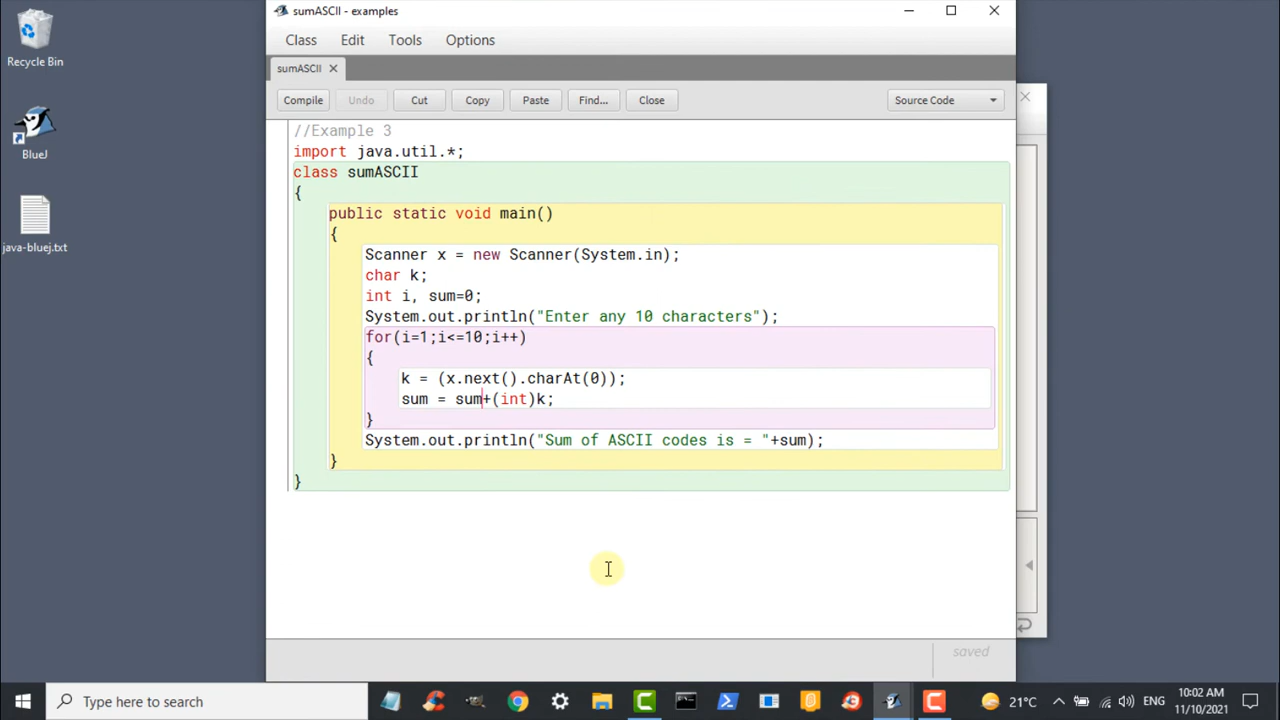 Recycle Bin
BlueJ
java-bluej.txt
sumASCII - examples
Class Edit Tools Options
sumASCII
Compile Undo Cut Copy Paste Find... Close Source Code
//Example 3
import java.util.*;
class sumASCII
{
public static void main()
{
Scanner x = new Scanner(System.in);
char k;
int i, sum=0;
System.out.println("Enter any 10 characters");
for(i=1;i<=10;i++)
{
k = (x.next().charAt(0));
sum = sum+(int)k;
}
System.out.println("Sum of ASCII codes is = "+sum);
}
}
saved
Type here to search
21°C ENG
10:02 AM
11/10/2021